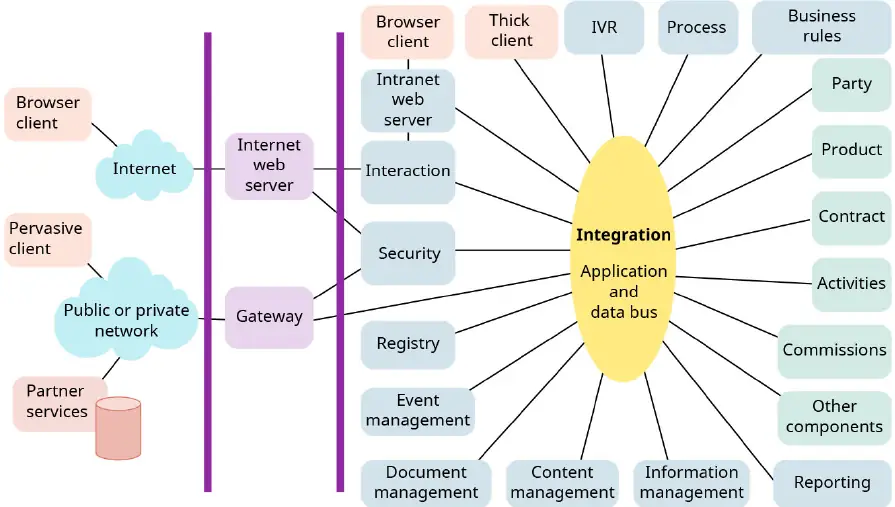 Browser
client
Thick
client
IVR
Process
Business
rules
Browser
client
Intranet
web
server
Party
Internet
Internet
web
server
Interaction
Product
Pervasive
client
Security
Integration
Application
and
data bus
Contract
Public or private
network
Gateway
Activities
Registry
Commissions
Partner
services
Event
management
Other
components
Document
management
Content
management
Information
management
Reporting